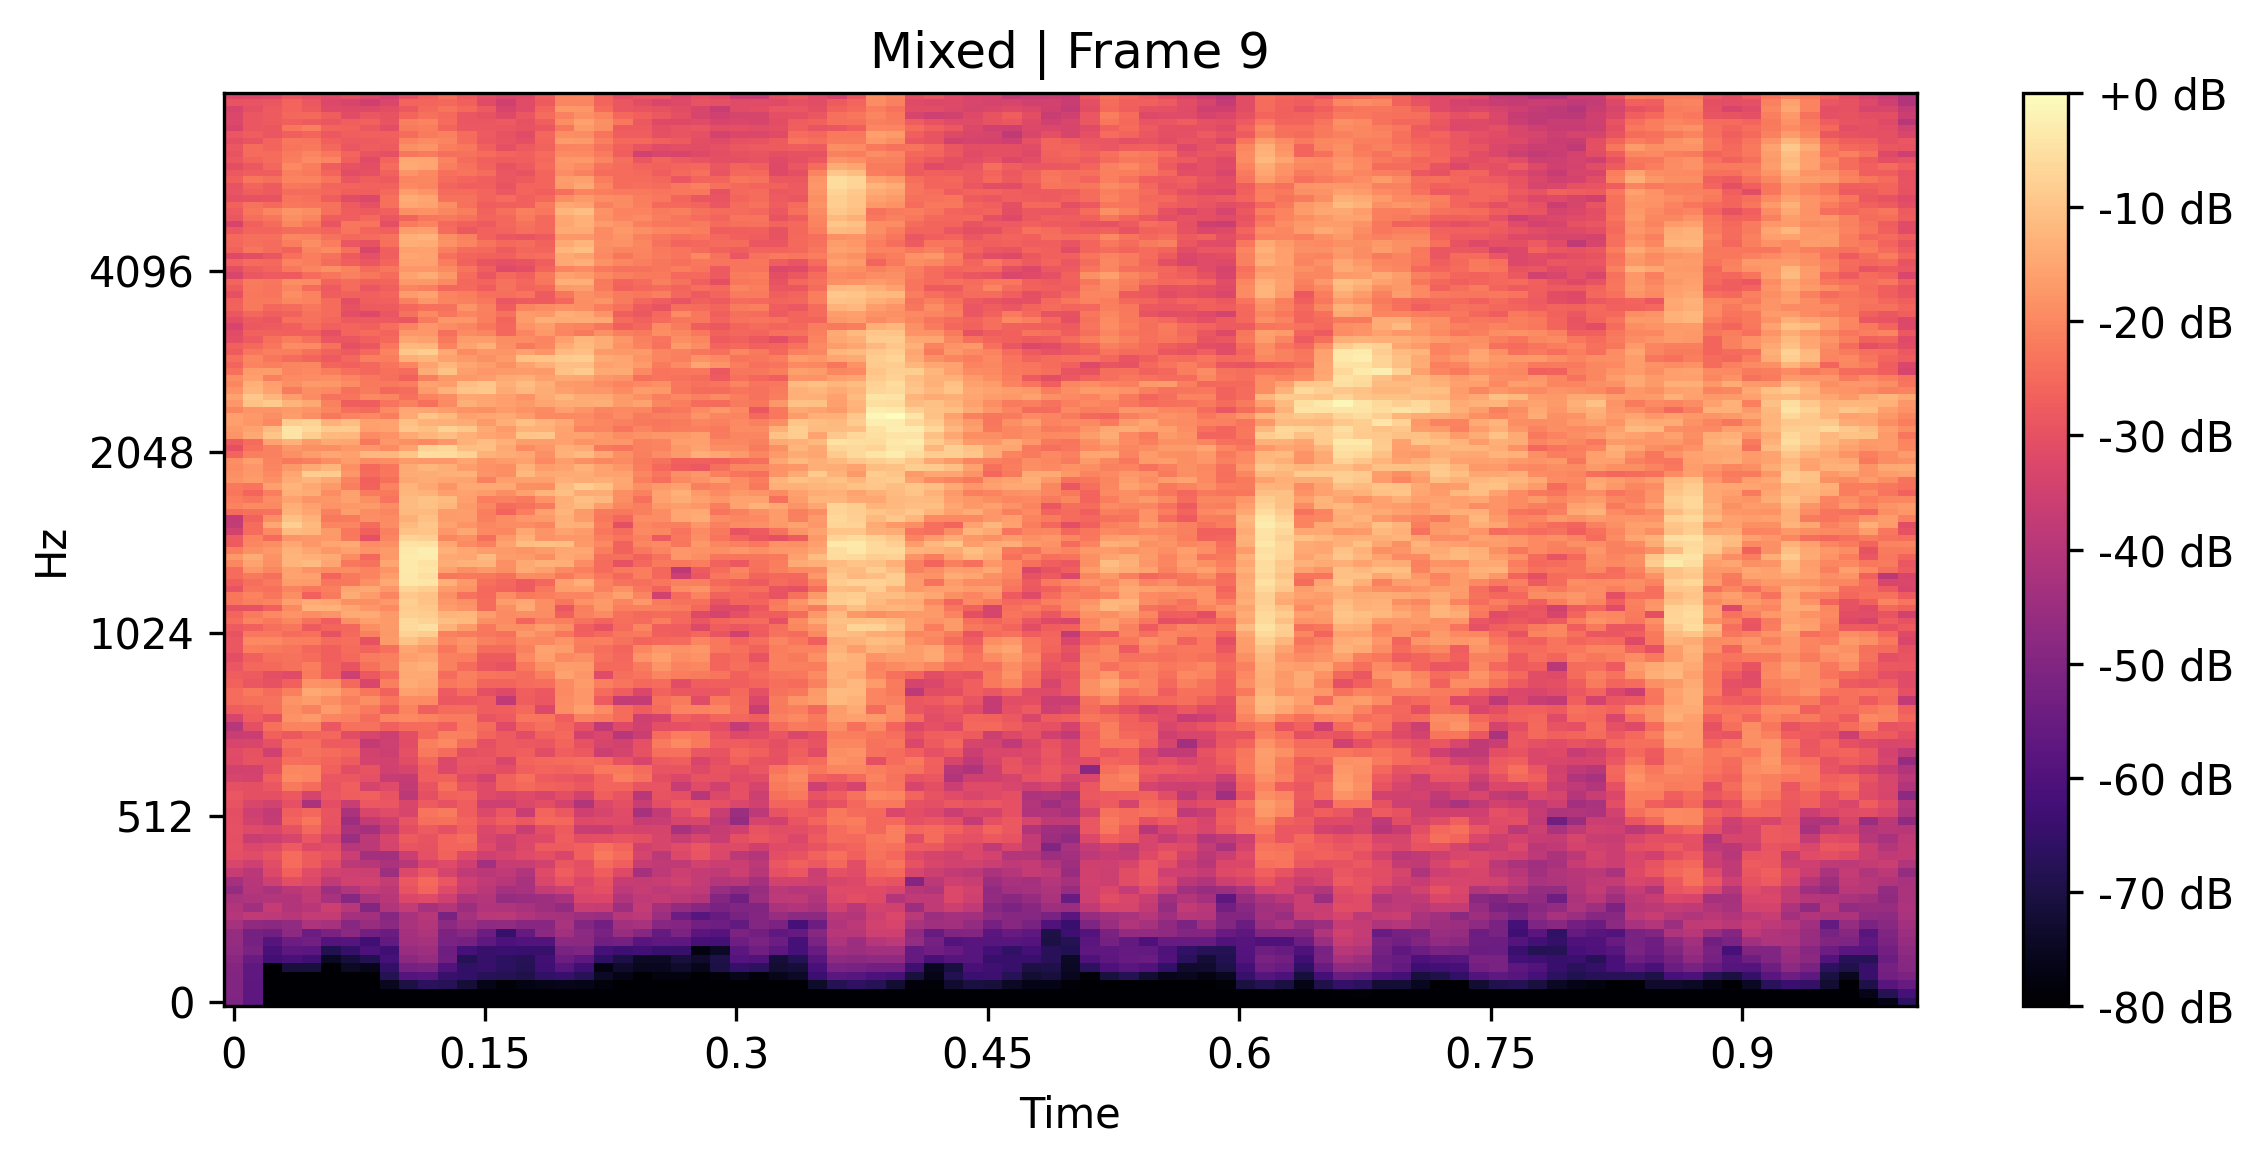 Mixed | Frame 9
+0 dB
-10 dB
-20 dB
-30 dB
-40 dB
-50 dB
-60 dB
-70 dB
-80 dB
Hz
4096
2048
1024
512
0
0 0.15 0.3 0.45 0.6 0.75 0.9
Time